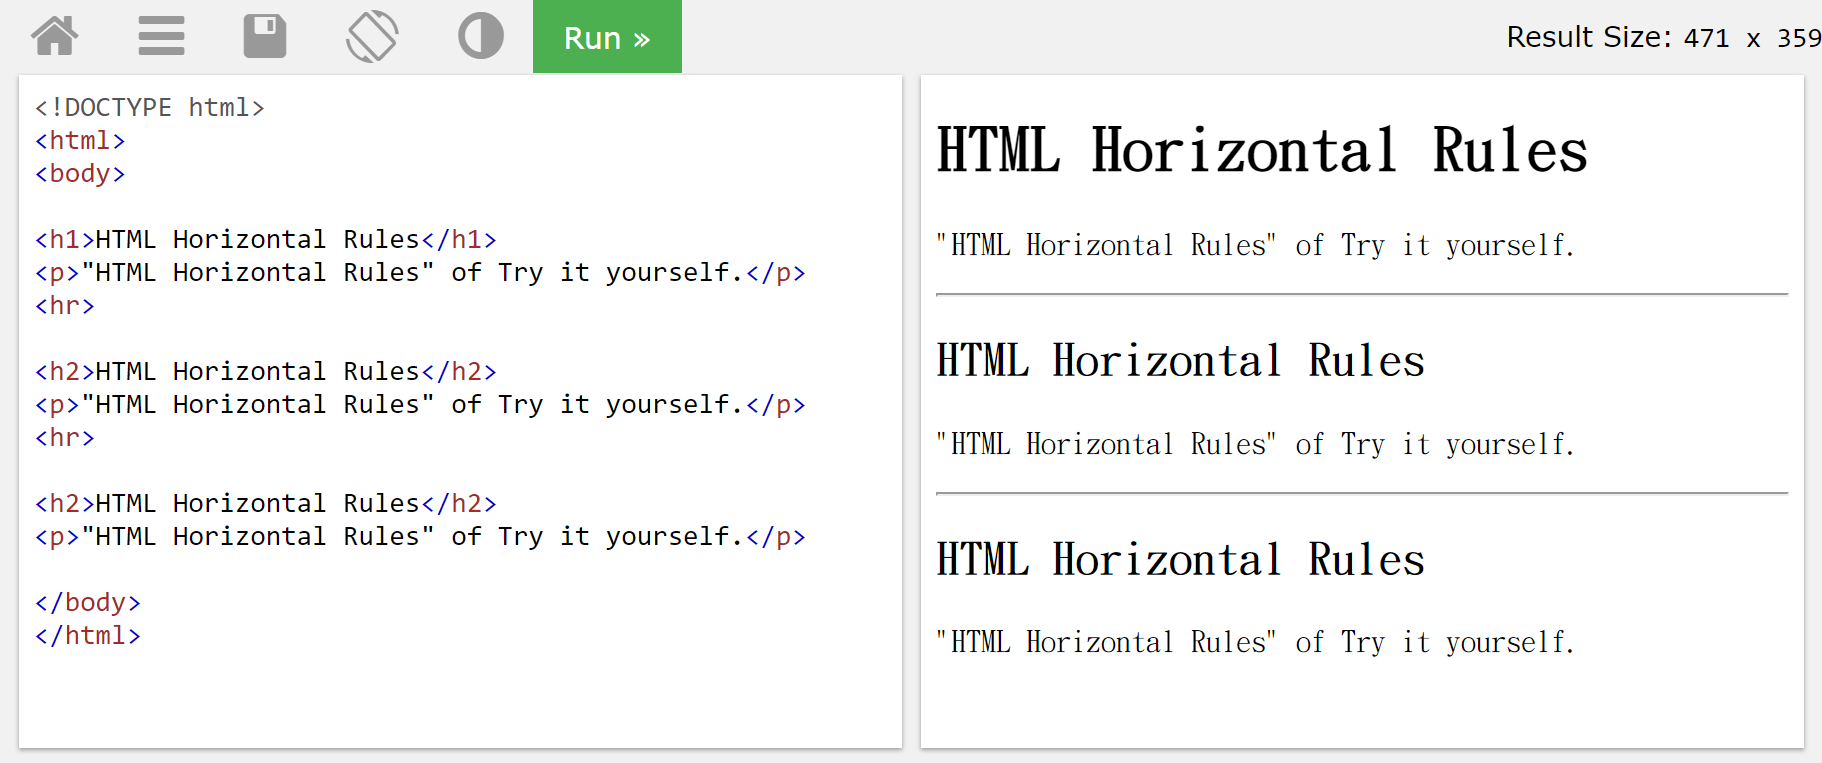 Run »
Result Size: 471 x 359
<!DOCTYPE html>
<html>
<body>
<h1>HTML Horizontal Rules</h1>
<p>"HTML Horizontal Rules" of Try it yourself.</p>
<hr>
<h2>HTML Horizontal Rules</h2>
<p>"HTML Horizontal Rules" of Try it yourself.</p>
<hr>
<h2>HTML Horizontal Rules</h2>
<p>"HTML Horizontal Rules" of Try it yourself.</p>
</body>
</html>
HTML Horizontal Rules
"HTML Horizontal Rules" of Try it yourself.
HTML Horizontal Rules
"HTML Horizontal Rules" of Try it yourself.
HTML Horizontal Rules
"HTML Horizontal Rules" of Try it yourself.